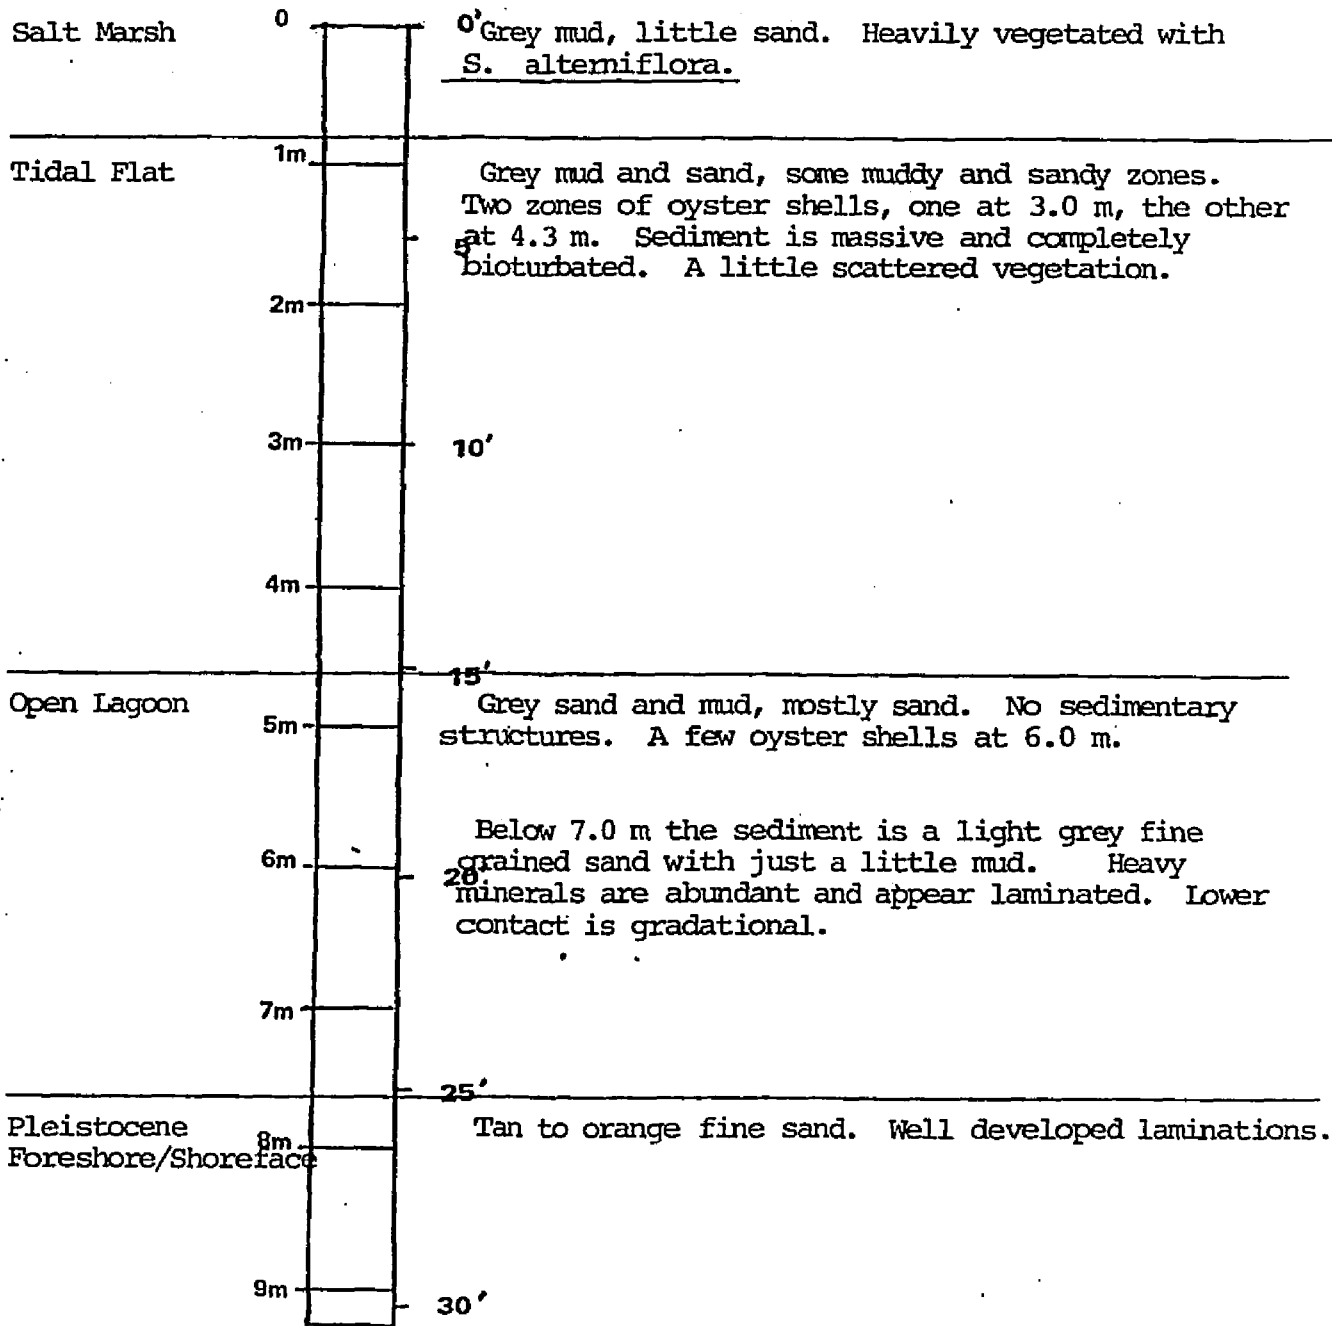 Salt Marsh
0
0' Grey mud, little sand. Heavily vegetated with
S. alterniflora.
1m
Tidal Flat
Grey mud and sand, some muddy and sandy zones.
Two zones of oyster shells, one at 3.0 m, the other
at 4.3 m. Sediment is massive and completely
5
bioturbated. A little scattered vegetation.
2m
3m
10'
4m
15'
Open Lagoon
Grey sand and mud, mostly sand. No sedimentary
5m
structures. A few oyster shells at 6.0 m.
Below 7.0 m the sediment is a light grey fine
6m
grained sand with just a little mud. Heavy
20'
minerals are abundant and appear laminated. Lower
contact is gradational.
7m
25'
Pleistocene
Foreshore/Shoreface
8m
Tan to orange fine sand. Well developed laminations.
9m
30'